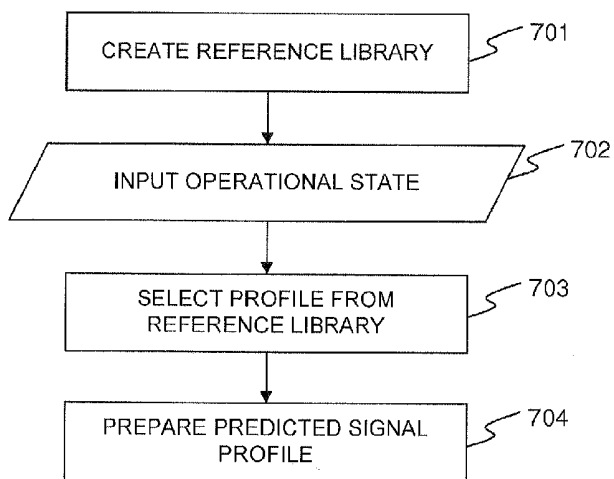 CREATE REFERENCE LIBRARY
701
INPUT OPERATIONAL STATE
702
SELECT PROFILE FROM
REFERENCE LIBRARY
703
PREPARE PREDICTED SIGNAL
PROFILE
704